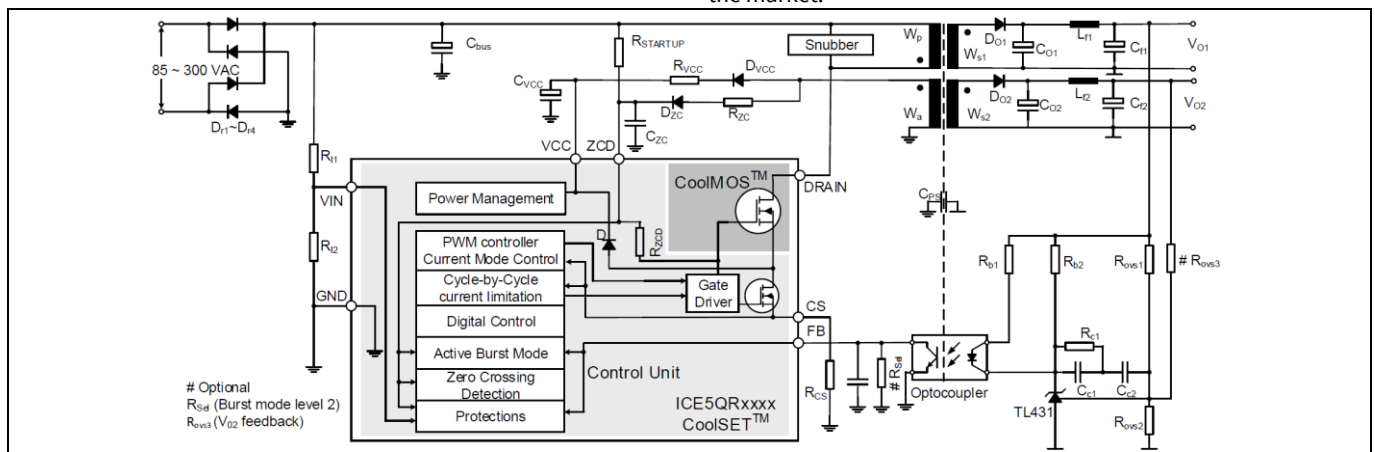 the market.
85 ~ 300 VAC
Dr1~Dr4
Cbus
RSTARTUP
Snubber
Wp
Ws1
DO1
CO1
Lf1
Cf1
VO1
CVCC
RVCC
DVCC
DZC
RZC
CZC
Wa
Ws2
DO2
CO2
Lf2
Cf2
VO2
VCC
ZCD
RI1
VIN
RI2
GND
CoolMOS™
DRAIN
Power Management
D
RZCD
PWM controller
Current Mode Control
Cycle-by-Cycle
current limitation
Digital Control
Active Burst Mode
Zero Crossing
Detection
Protections
Gate
Driver
Control Unit
ICE5QRxxxx
CoolSET™
CS
FB
RCS
# RSel
CPS
Optocoupler
Rb1
Rb2
Rovs1
# Rovs3
Rc1
Cc1
Cc2
TL431
Rovs2
# Optional
RSel (Burst mode level 2)
Rovs3 (V02 feedback)